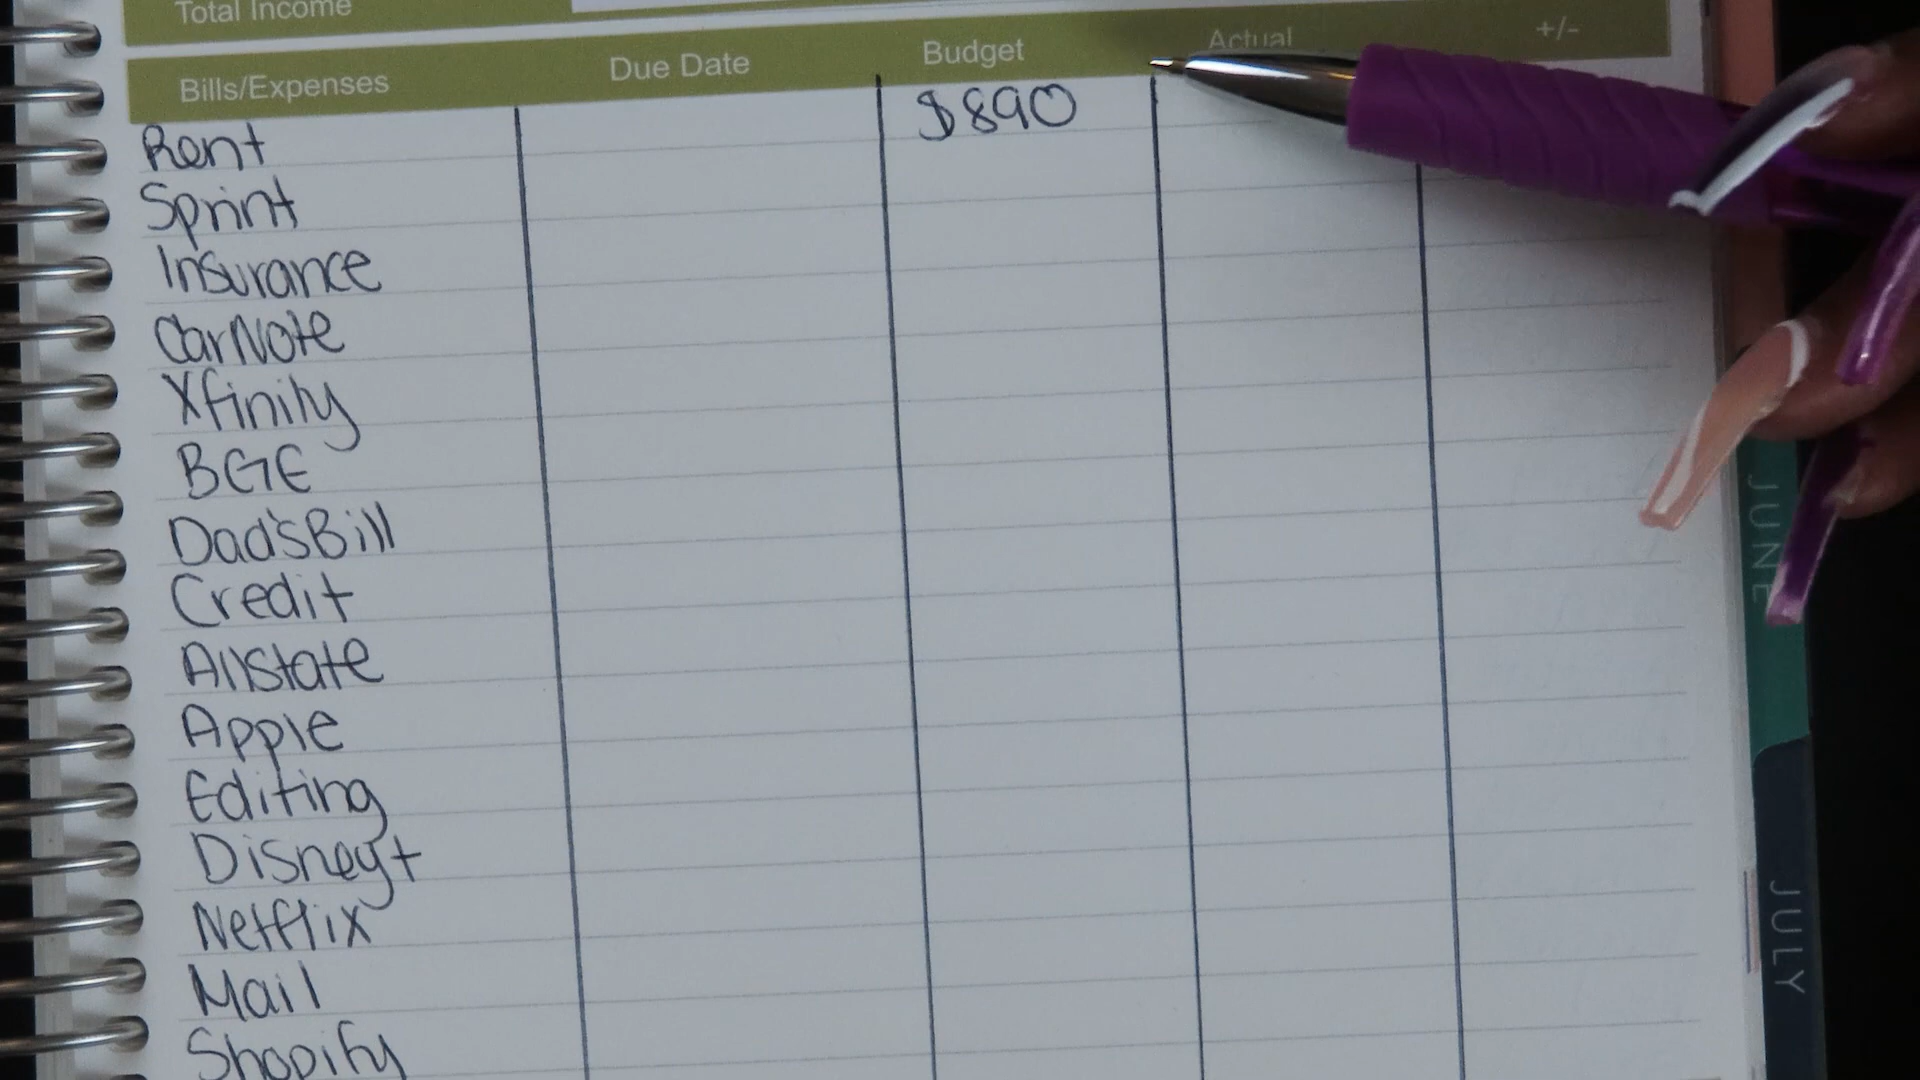 Total Income
Bills/Expenses Due Date Budget Actual +/-
Rent $890
Sprint
Insurance
CarNote
Xfinity
BGE
Dad'sBill
Credit
Allstate
Apple
Editing
Disney+
Netflix
Mail
Shopify
JUNE
JULY